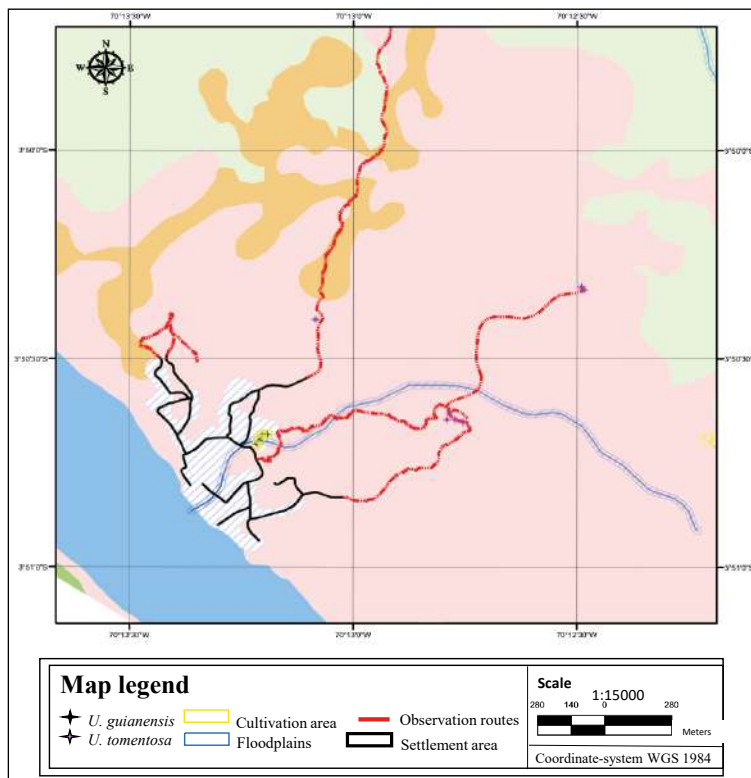 70°13'30"W 70°13'0"W 70°12'30"W
N
W E
S
3°50'0"S 3°50'0"S
3°50'30"S 3°50'30"S
3°51'0"S 3°51'0"S
70°13'30"W 70°13'0"W 70°12'30"W
Map legend
U. guianensis Cultivation area Observation routes
U. tomentosa Floodplains Settlement area
Scale
1:15000
280 140 0 280
Meters
Coordinate-system WGS 1984